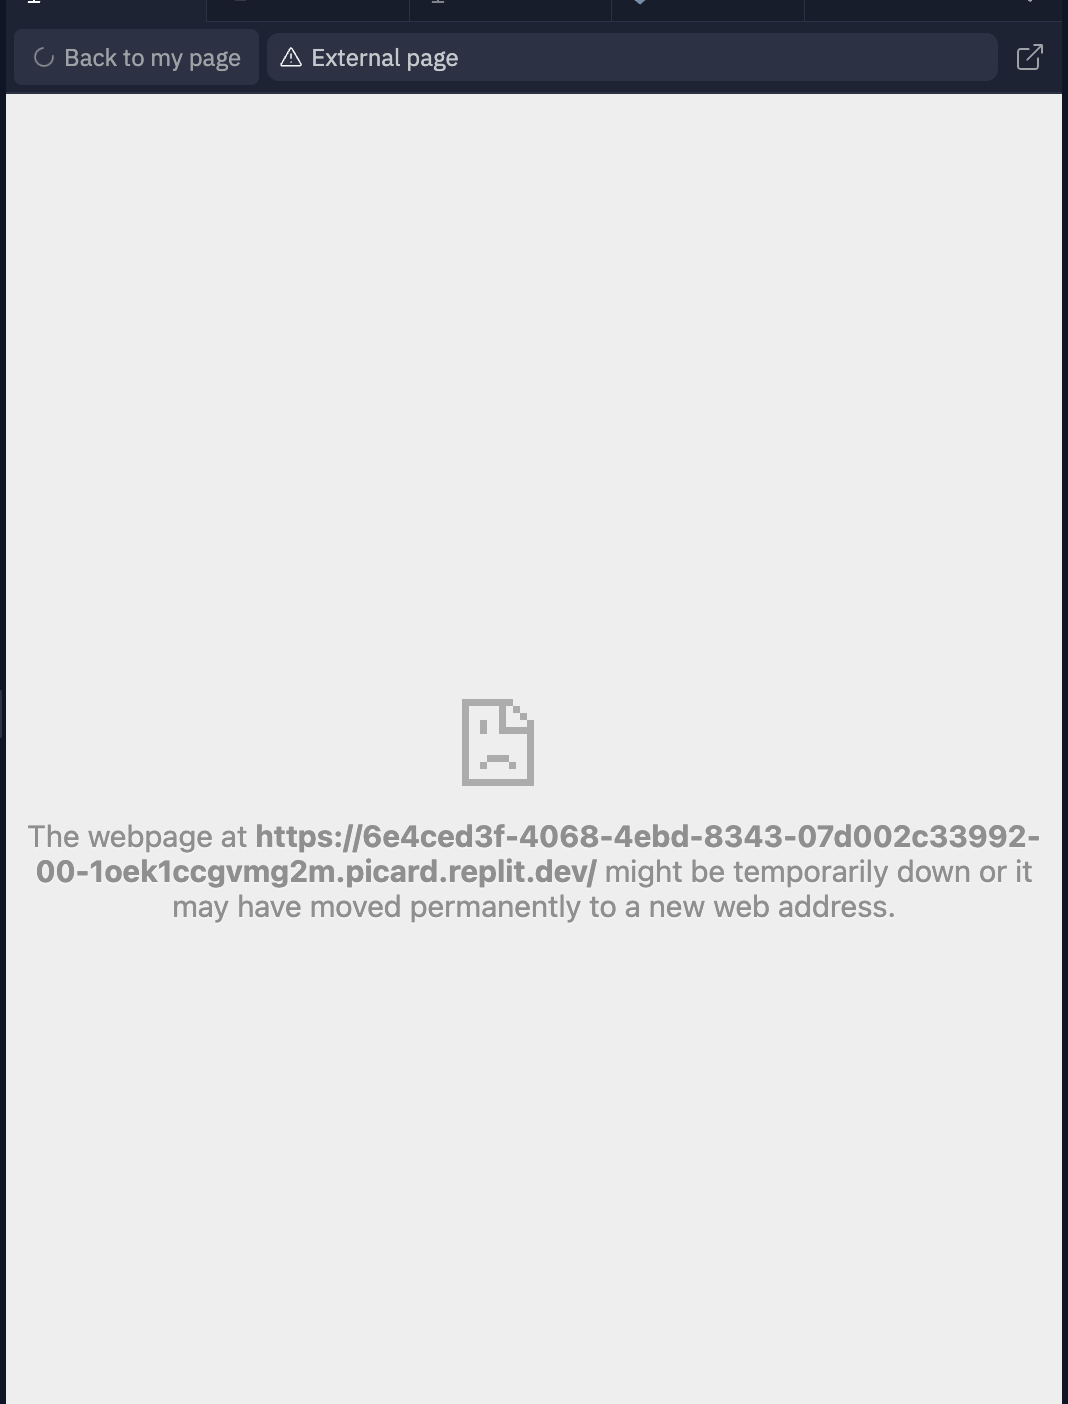 Back to my page
External page
The webpage at https://6e4ced3f-4068-4ebd-8343-07d002c33992-
00-1oek1ccgvmg2m.picard.replit.dev/ might be temporarily down or it
may have moved permanently to a new web address.